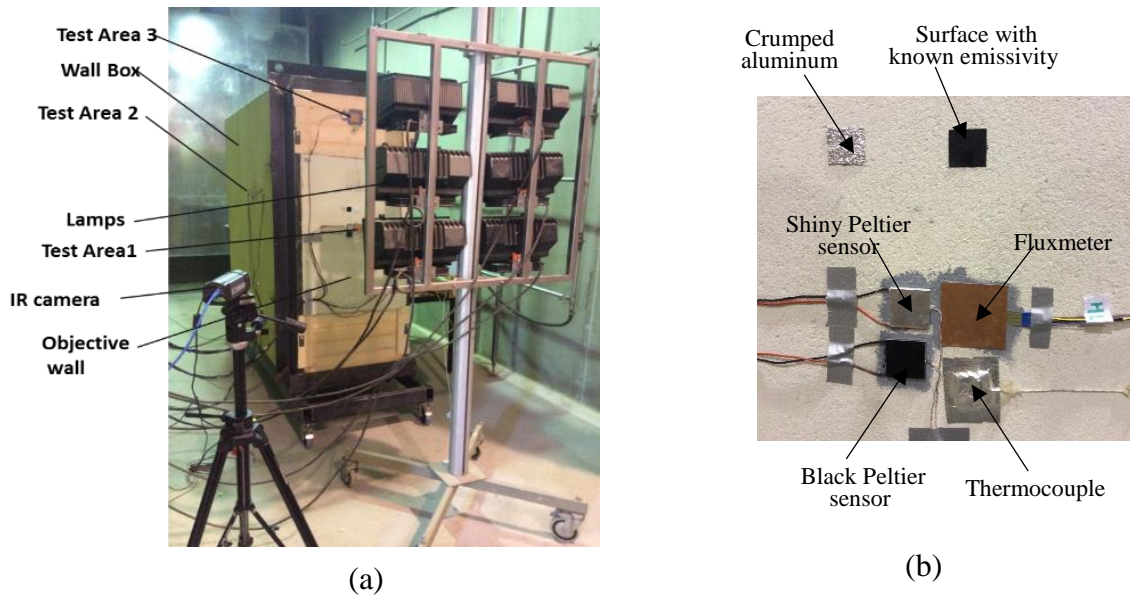 Test Area 3
Wall Box
Test Area 2
Lamps
Test Area1
IR camera
Objective
wall
(a)
Crumped
aluminum
Surface with
known emissivity
Shiny Peltier
sensor
Fluxmeter
Black Peltier
sensor
Thermocouple
(b)